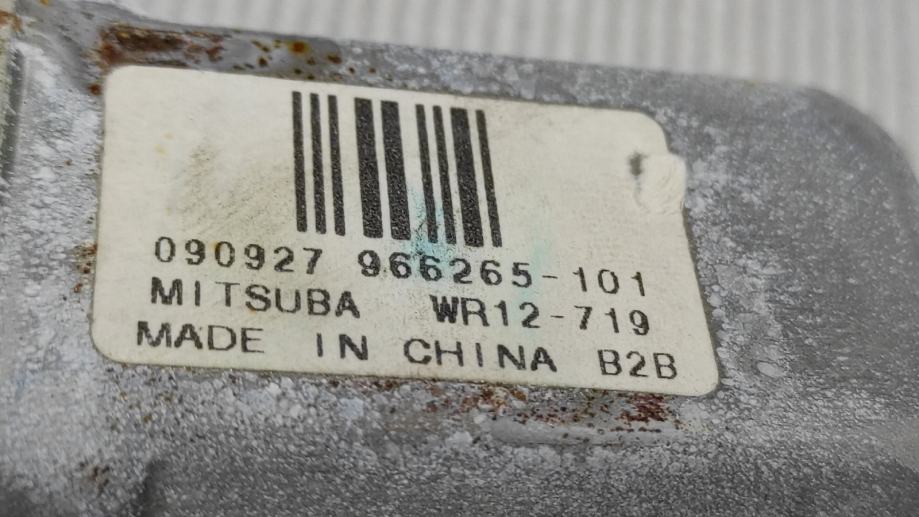 090927 966265-101
MITSUBA WR12-719
MADE IN CHINA B2B